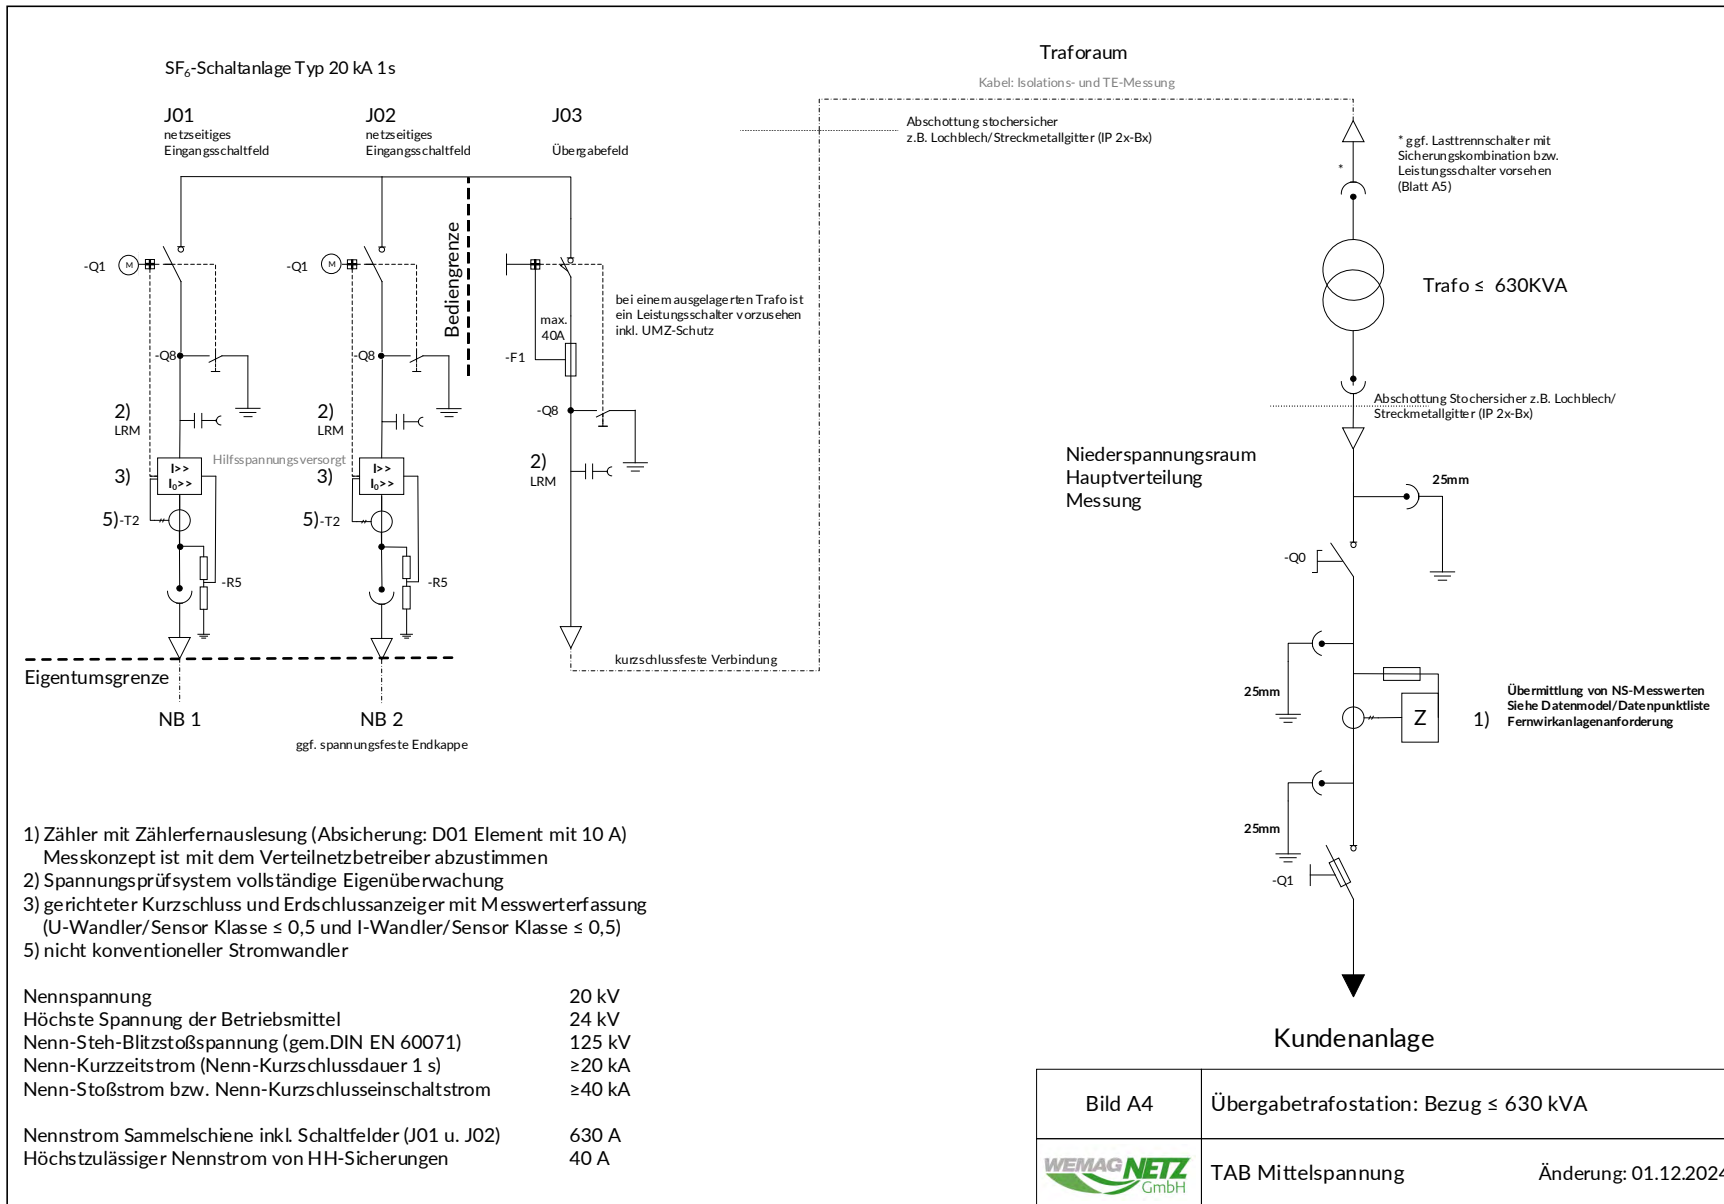 SF₆-Schaltanlage Typ 20 kA 1s
J01
netzseitiges
Eingangsschaltfeld
J02
netzseitiges
Eingangsschaltfeld
J03
Übergabefeld
Traforaum
Kabel: Isolations- und TE-Messung
Abschottung stochersicher
z.B. Lochblech/Streckmetallgitter (IP 2x-Bx)
* ggf. Lasttrennschalter mit
Sicherungskombination bzw.
Leistungsschalter vorsehen
(Blatt A5)
*
-Q1
M
-Q1
M
Bediengrenze
bei einem ausgelagerten Trafo ist
ein Leistungsschalter vorzusehen
inkl. UMZ-Schutz
max.
40A
-F1
Trafo ≤ 630KVA
-Q8
-Q8
-Q8
2)
LRM
2)
LRM
2)
LRM
Hilfsspannungsversorgt
3)
I>>
I₀>>
3)
I>>
I₀>>
5)-T2
5)-T2
-R5
-R5
Abschottung Stochersicher z.B. Lochblech/
Streckmetallgitter (IP 2x-Bx)
Niederspannungsraum
Hauptverteilung
Messung
25mm
-Q0
kurzschlussfeste Verbindung
Eigentumsgrenze
NB 1
NB 2
ggf. spannungsfeste Endkappe
25mm
Z
1)
Übermittlung von NS-Messwerten
Siehe Datenmodel/Datenpunktliste
Fernwirkanlagenanforderung
25mm
-Q1
1) Zähler mit Zählerfernauslesung (Absicherung: D01 Element mit 10 A)
Messkonzept ist mit dem Verteilnetzbetreiber abzustimmen
2) Spannungsprüfsystem vollständige Eigenüberwachung
3) gerichteter Kurzschluss und Erdschlussanzeiger mit Messwerterfassung
(U-Wandler/Sensor Klasse ≤ 0,5 und I-Wandler/Sensor Klasse ≤ 0,5)
5) nicht konventioneller Stromwandler
Nennspannung 20 kV
Höchste Spannung der Betriebsmittel 24 kV
Nenn-Steh-Blitzstoßspannung (gem.DIN EN 60071) 125 kV
Nenn-Kurzzeitstrom (Nenn-Kurzschlussdauer 1 s) ≥20 kA
Nenn-Stoßstrom bzw. Nenn-Kurzschlusseinschaltstrom ≥40 kA
Nennstrom Sammelschiene inkl. Schaltfelder (J01 u. J02) 630 A
Höchstzulässiger Nennstrom von HH-Sicherungen 40 A
Kundenanlage
Bild A4 Übergabetrafostation: Bezug ≤ 630 kVA
WEMAG NETZ
GmbH
TAB Mittelspannung Änderung: 01.12.2024